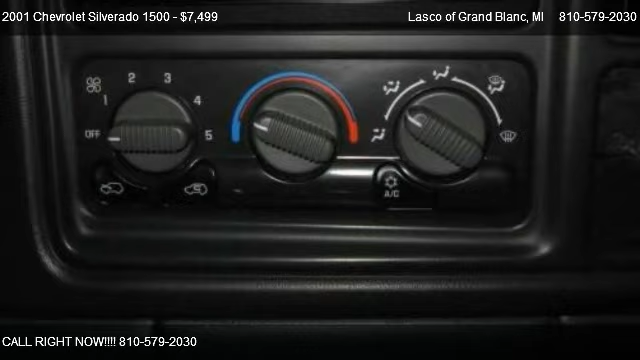 2001 Chevrolet Silverado 1500 - $7,499
Lasco of Grand Blanc, MI 810-579-2030
OFF 1 2 3 4 5
A/C
CALL RIGHT NOW!!!! 810-579-2030